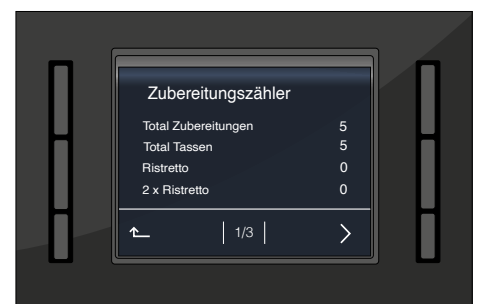 Zubereitungszähler
Total Zubereitungen 5
Total Tassen 5
Ristretto 0
2 x Ristretto 0
1/3